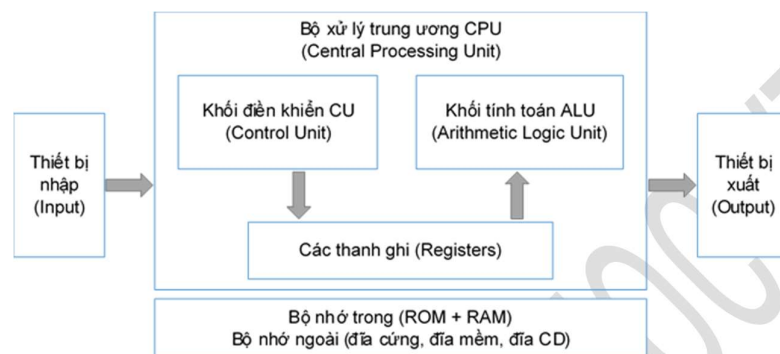 Bộ xử lý trung ương CPU
(Central Processing Unit)
Khối điền khiển CU
(Control Unit)
Khối tính toán ALU
(Arithmetic Logic Unit)
Thiết bị
nhập
(Input)
Thiết bị
xuất
(Output)
Các thanh ghi (Registers)
Bộ nhớ trong (ROM + RAM)
Bộ nhớ ngoài (đĩa cứng, đĩa mềm, đĩa CD)